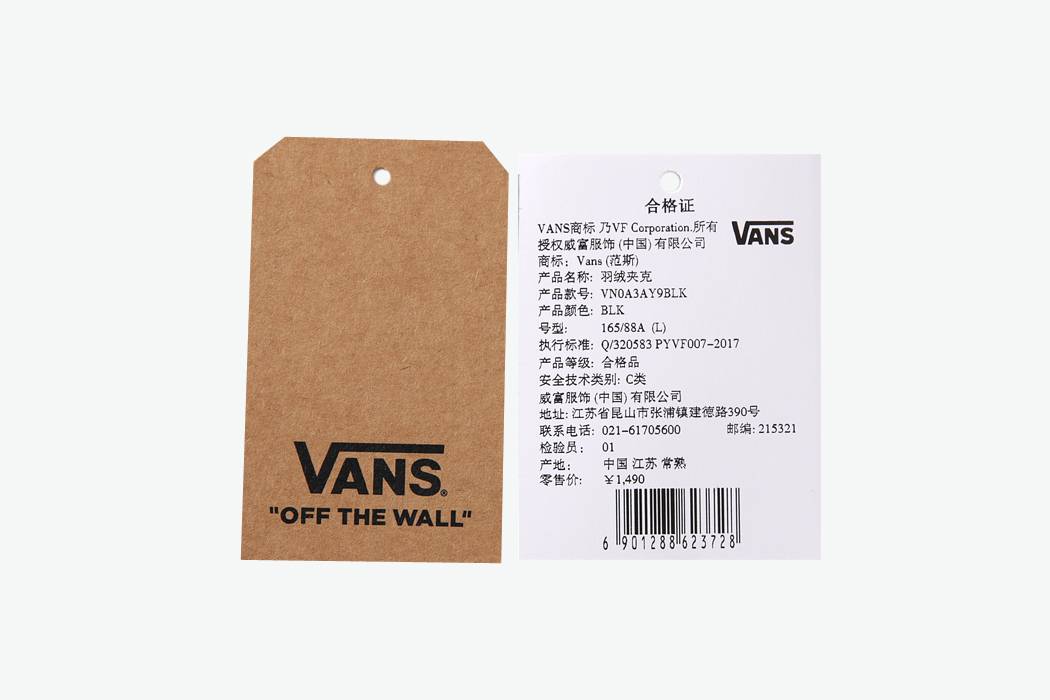 VANS®
"OFF THE WALL"
合格证
VANS商标 乃VF Corporation.所有
授权威富服饰 (中国) 有限公司
VANS
商标：Vans (范斯)
产品名称: 羽绒夹克
产品款号: VN0A3AY9BLK
产品颜色: BLK
号型: 165/88A (L)
执行标准: Q/320583 PYVF007-2017
产品等级: 合格品
安全技术类别: C类
威富服饰 (中国) 有限公司
地址: 江苏省昆山市张浦镇建德路390号
联系电话: 021-61705600 邮编: 215321
检验员： 01
产地： 中国 江苏 常熟
零售价: ￥1,490
6 901288 623728